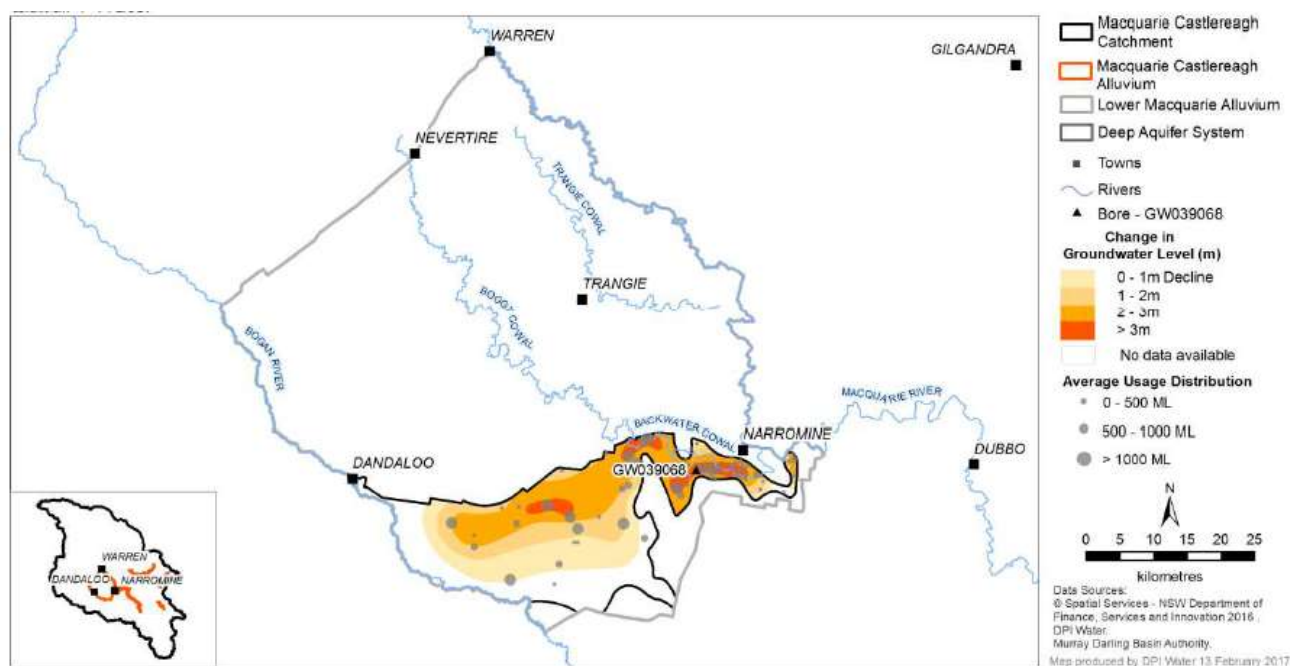 WARREN
GILGANDRA
NEVERTIRE
TRANGIE COWAL
TRANGIE
BOGGY COWAL
BOGAN RIVER
MACQUARIE RIVER
BACKWATER COWAL
NARROMINE
DUBBO
DANDALOO
GW039068
WARREN
DANDALOO
NARROMINE
Macquarie Castlereagh
Catchment
Macquarie Castlereagh
Alluvium
Lower Macquarie Alluvium
Deep Aquifer System
Towns
Rivers
Bore - GW039068
Change in
Groundwater Level (m)
0 - 1m Decline
1 - 2m
2 - 3m
> 3m
No data available
Average Usage Distribution
0 - 500 ML
500 - 1000 ML
> 1000 ML
N
0 5 10 15 20 25
kilometres
Data Sources:
© Spatial Services - NSW Department of
Finance, Services and Innovation 2016 .
DPI Water.
Murray Darling Basin Authority.
Map produced by DPI Water 13 February 2017